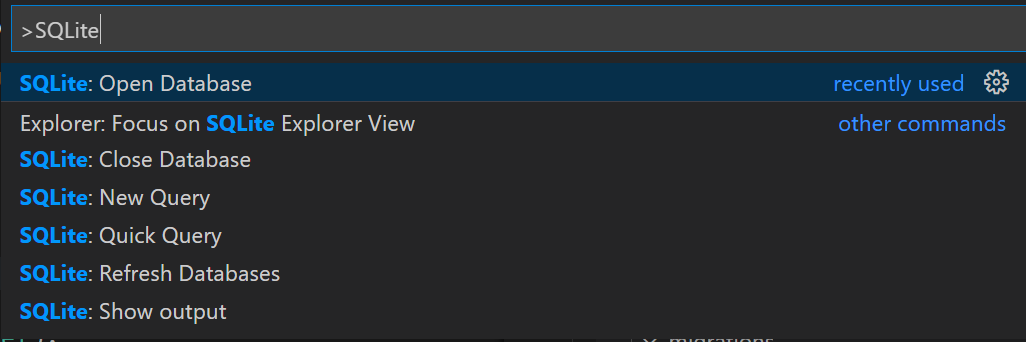 >SQLite
SQLite: Open Database recently used
Explorer: Focus on SQLite Explorer View other commands
SQLite: Close Database
SQLite: New Query
SQLite: Quick Query
SQLite: Refresh Databases
SQLite: Show output
migrations